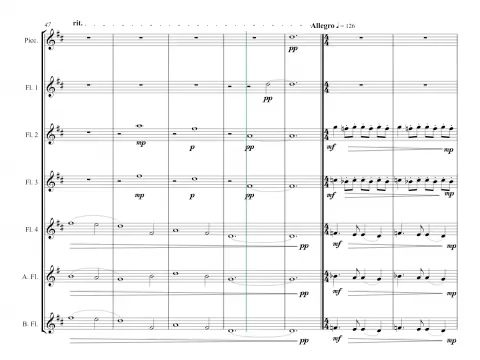 47
rit.
Allegro ♩ = 126
Picc.
pp
Fl. 1
pp
Fl. 2
mp
p
pp
mf
mp
Fl. 3
mp
p
pp
mf
mp
Fl. 4
pp
mf
mp
A. Fl.
pp
mf
mp
B. Fl.
pp
mf
mp